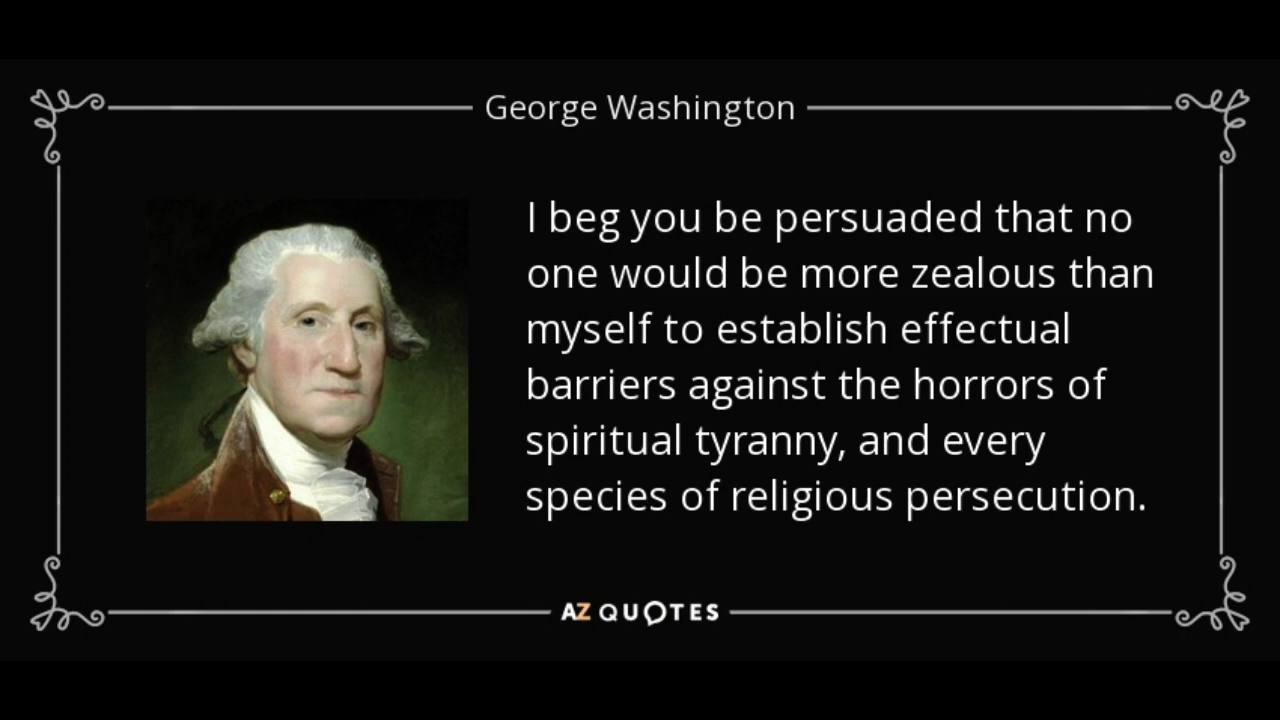 George Washington
I beg you be persuaded that no
one would be more zealous than
myself to establish effectual
barriers against the horrors of
spiritual tyranny, and every
species of religious persecution.
AZ QUOTES